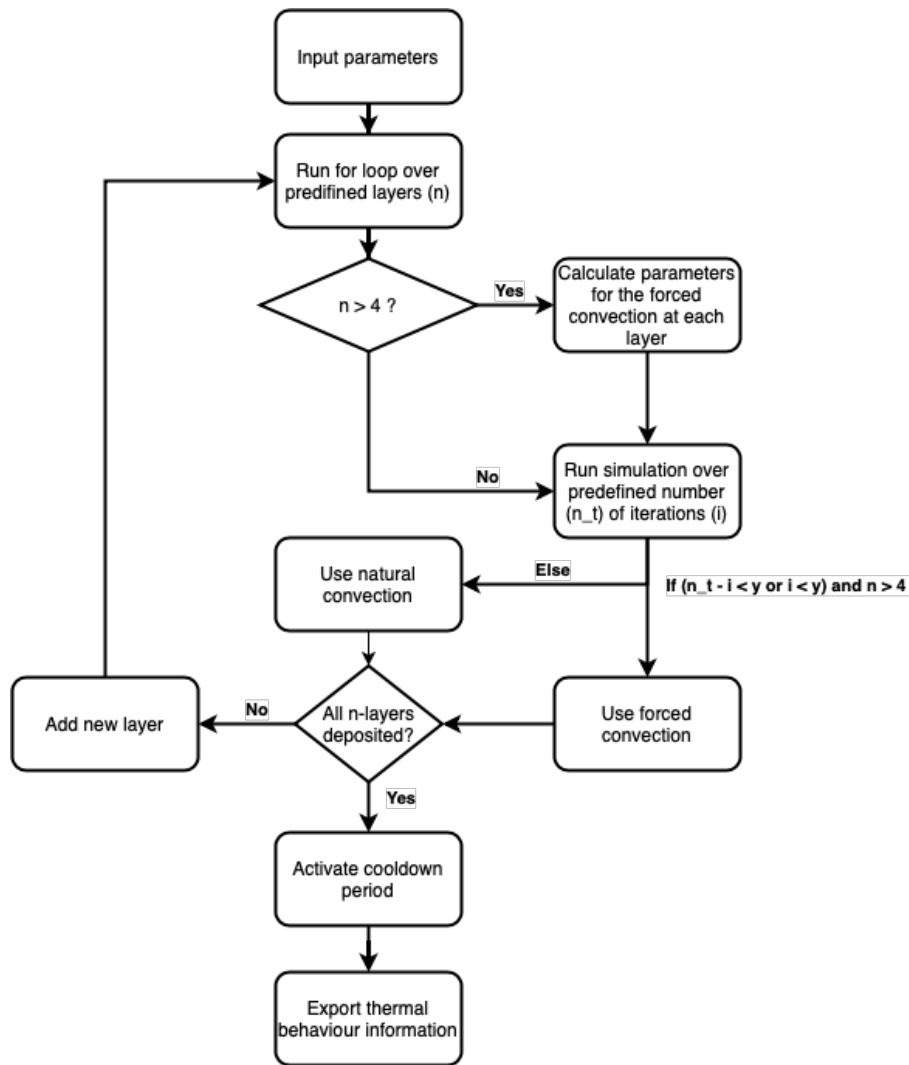 Input parameters
Run for loop over
predifined layers (n)
n > 4 ?
Yes
Calculate parameters
for the forced
convection at each
layer
No
Run simulation over
predefined number
(n_t) of iterations (i)
Else
If (n_t - i < y or i < y) and n > 4
Use natural
convection
All n-layers
deposited?
No
Add new layer
Use forced
convection
Yes
Activate cooldown
period
Export thermal
behaviour information